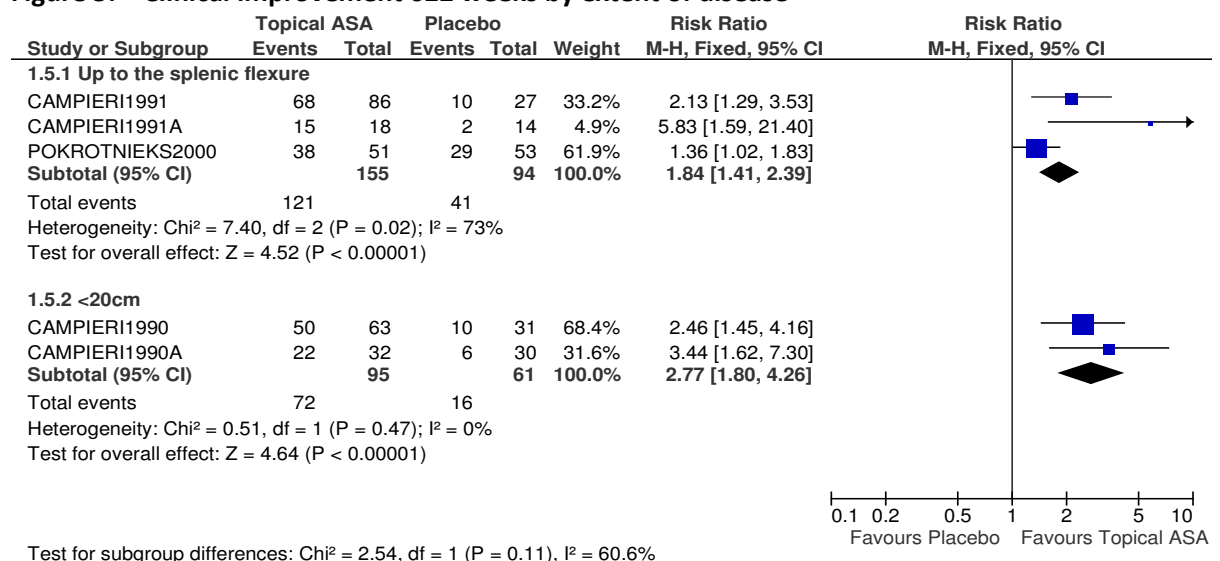 Topical ASA Placebo Risk Ratio Risk Ratio
Study or Subgroup Events Total Events Total Weight M-H, Fixed, 95% CI M-H, Fixed, 95% CI
1.5.1 Up to the splenic flexure
CAMPIERI1991 68 86 10 27 33.2% 2.13 [1.29, 3.53]
CAMPIERI1991A 15 18 2 14 4.9% 5.83 [1.59, 21.40]
POKROTNIEKS2000 38 51 29 53 61.9% 1.36 [1.02, 1.83]
Subtotal (95% CI) 155 94 100.0% 1.84 [1.41, 2.39]
Total events 121 41
Heterogeneity: Chi² = 7.40, df = 2 (P = 0.02); I² = 73%
Test for overall effect: Z = 4.52 (P < 0.00001)
1.5.2 <20cm
CAMPIERI1990 50 63 10 31 68.4% 2.46 [1.45, 4.16]
CAMPIERI1990A 22 32 6 30 31.6% 3.44 [1.62, 7.30]
Subtotal (95% CI) 95 61 100.0% 2.77 [1.80, 4.26]
Total events 72 16
Heterogeneity: Chi² = 0.51, df = 1 (P = 0.47); I² = 0%
Test for overall effect: Z = 4.64 (P < 0.00001)
0.1 0.2 0.5 1 2 5 10
Favours Placebo Favours Topical ASA
Test for subgroup differences: Chi² = 2.54, df = 1 (P = 0.11), I² = 60.6%